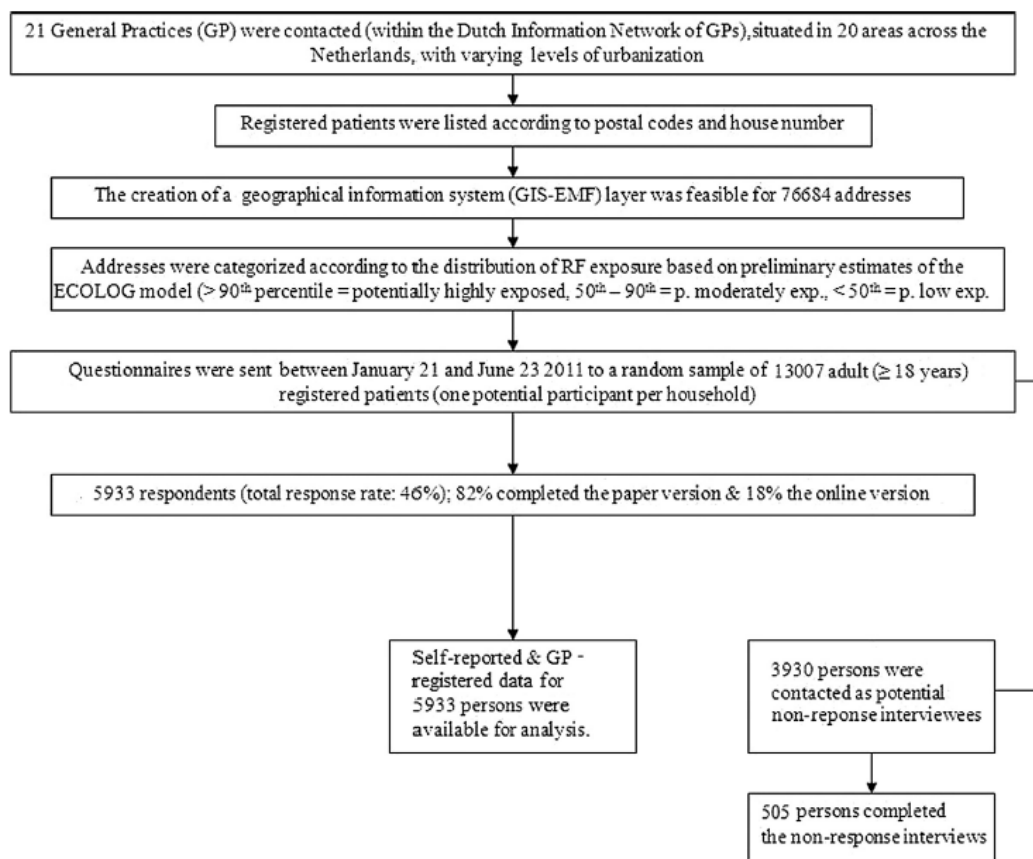 21 General Practices (GP) were contacted (within the Dutch Information Network of GPs),situated in 20 areas across the
Netherlands, with varying levels of urbanization
Registered patients were listed according to postal codes and house number
The creation of a geographical information system (GIS-EMF) layer was feasible for 76684 addresses
Addresses were categorized according to the distribution of RF exposure based on preliminary estimates of the
ECOLOG model (> 90th percentile = potentially highly exposed, 50th – 90th = p. moderately exp., < 50th = p. low exp.
Questionnaires were sent between January 21 and June 23 2011 to a random sample of 13007 adult (≥ 18 years)
registered patients (one potential participant per household)
5933 respondents (total response rate: 46%); 82% completed the paper version & 18% the online version
Self-reported & GP -
registered data for
5933 persons were
available for analysis.
3930 persons were
contacted as potential
non-reponse interviewees
505 persons completed
the non-response interviews